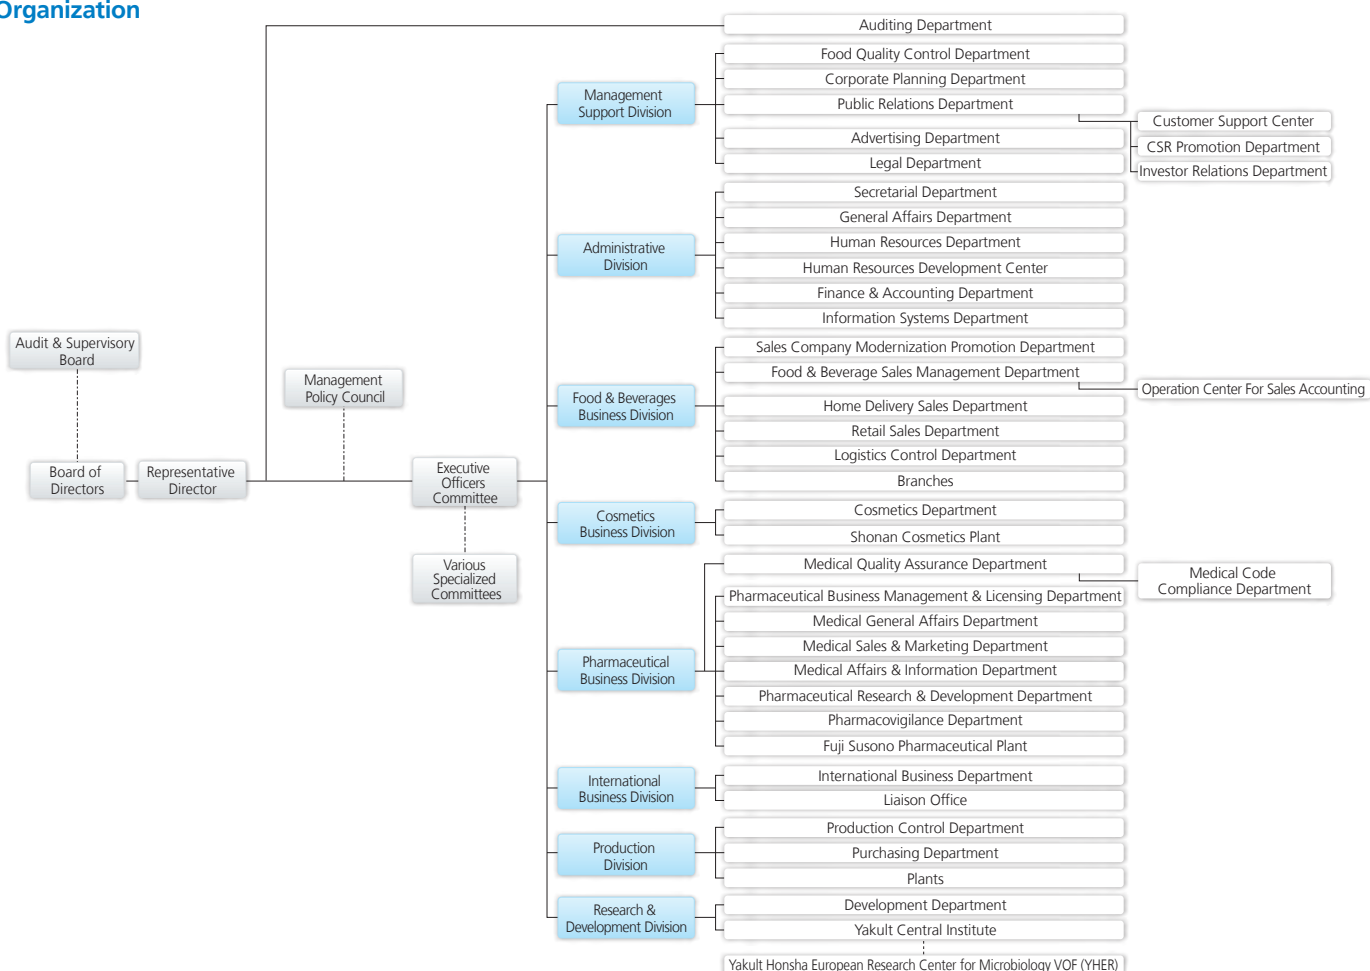 Organization
Auditing Department
Food Quality Control Department
Corporate Planning Department
Public Relations Department
Advertising Department
Legal Department
Management
Support Division
Customer Support Center
CSR Promotion Department
Investor Relations Department
Secretarial Department
General Affairs Department
Human Resources Department
Human Resources Development Center
Finance & Accounting Department
Information Systems Department
Administrative
Division
Audit & Supervisory
Board
Board of
Directors
Representative
Director
Management
Policy Council
Executive
Officers
Committee
Various
Specialized
Committees
Food & Beverages
Business Division
Sales Company Modernization Promotion Department
Food & Beverage Sales Management Department
Operation Center For Sales Accounting
Home Delivery Sales Department
Retail Sales Department
Logistics Control Department
Branches
Cosmetics
Business Division
Cosmetics Department
Shonan Cosmetics Plant
Pharmaceutical
Business Division
Medical Quality Assurance Department
Medical Code
Compliance Department
Pharmaceutical Business Management & Licensing Department
Medical General Affairs Department
Medical Sales & Marketing Department
Medical Affairs & Information Department
Pharmaceutical Research & Development Department
Pharmacovigilance Department
Fuji Susono Pharmaceutical Plant
International
Business Division
International Business Department
Liaison Office
Production
Division
Production Control Department
Purchasing Department
Plants
Research &
Development Division
Development Department
Yakult Central Institute
Yakult Honsha European Research Center for Microbiology VOF (YHER)